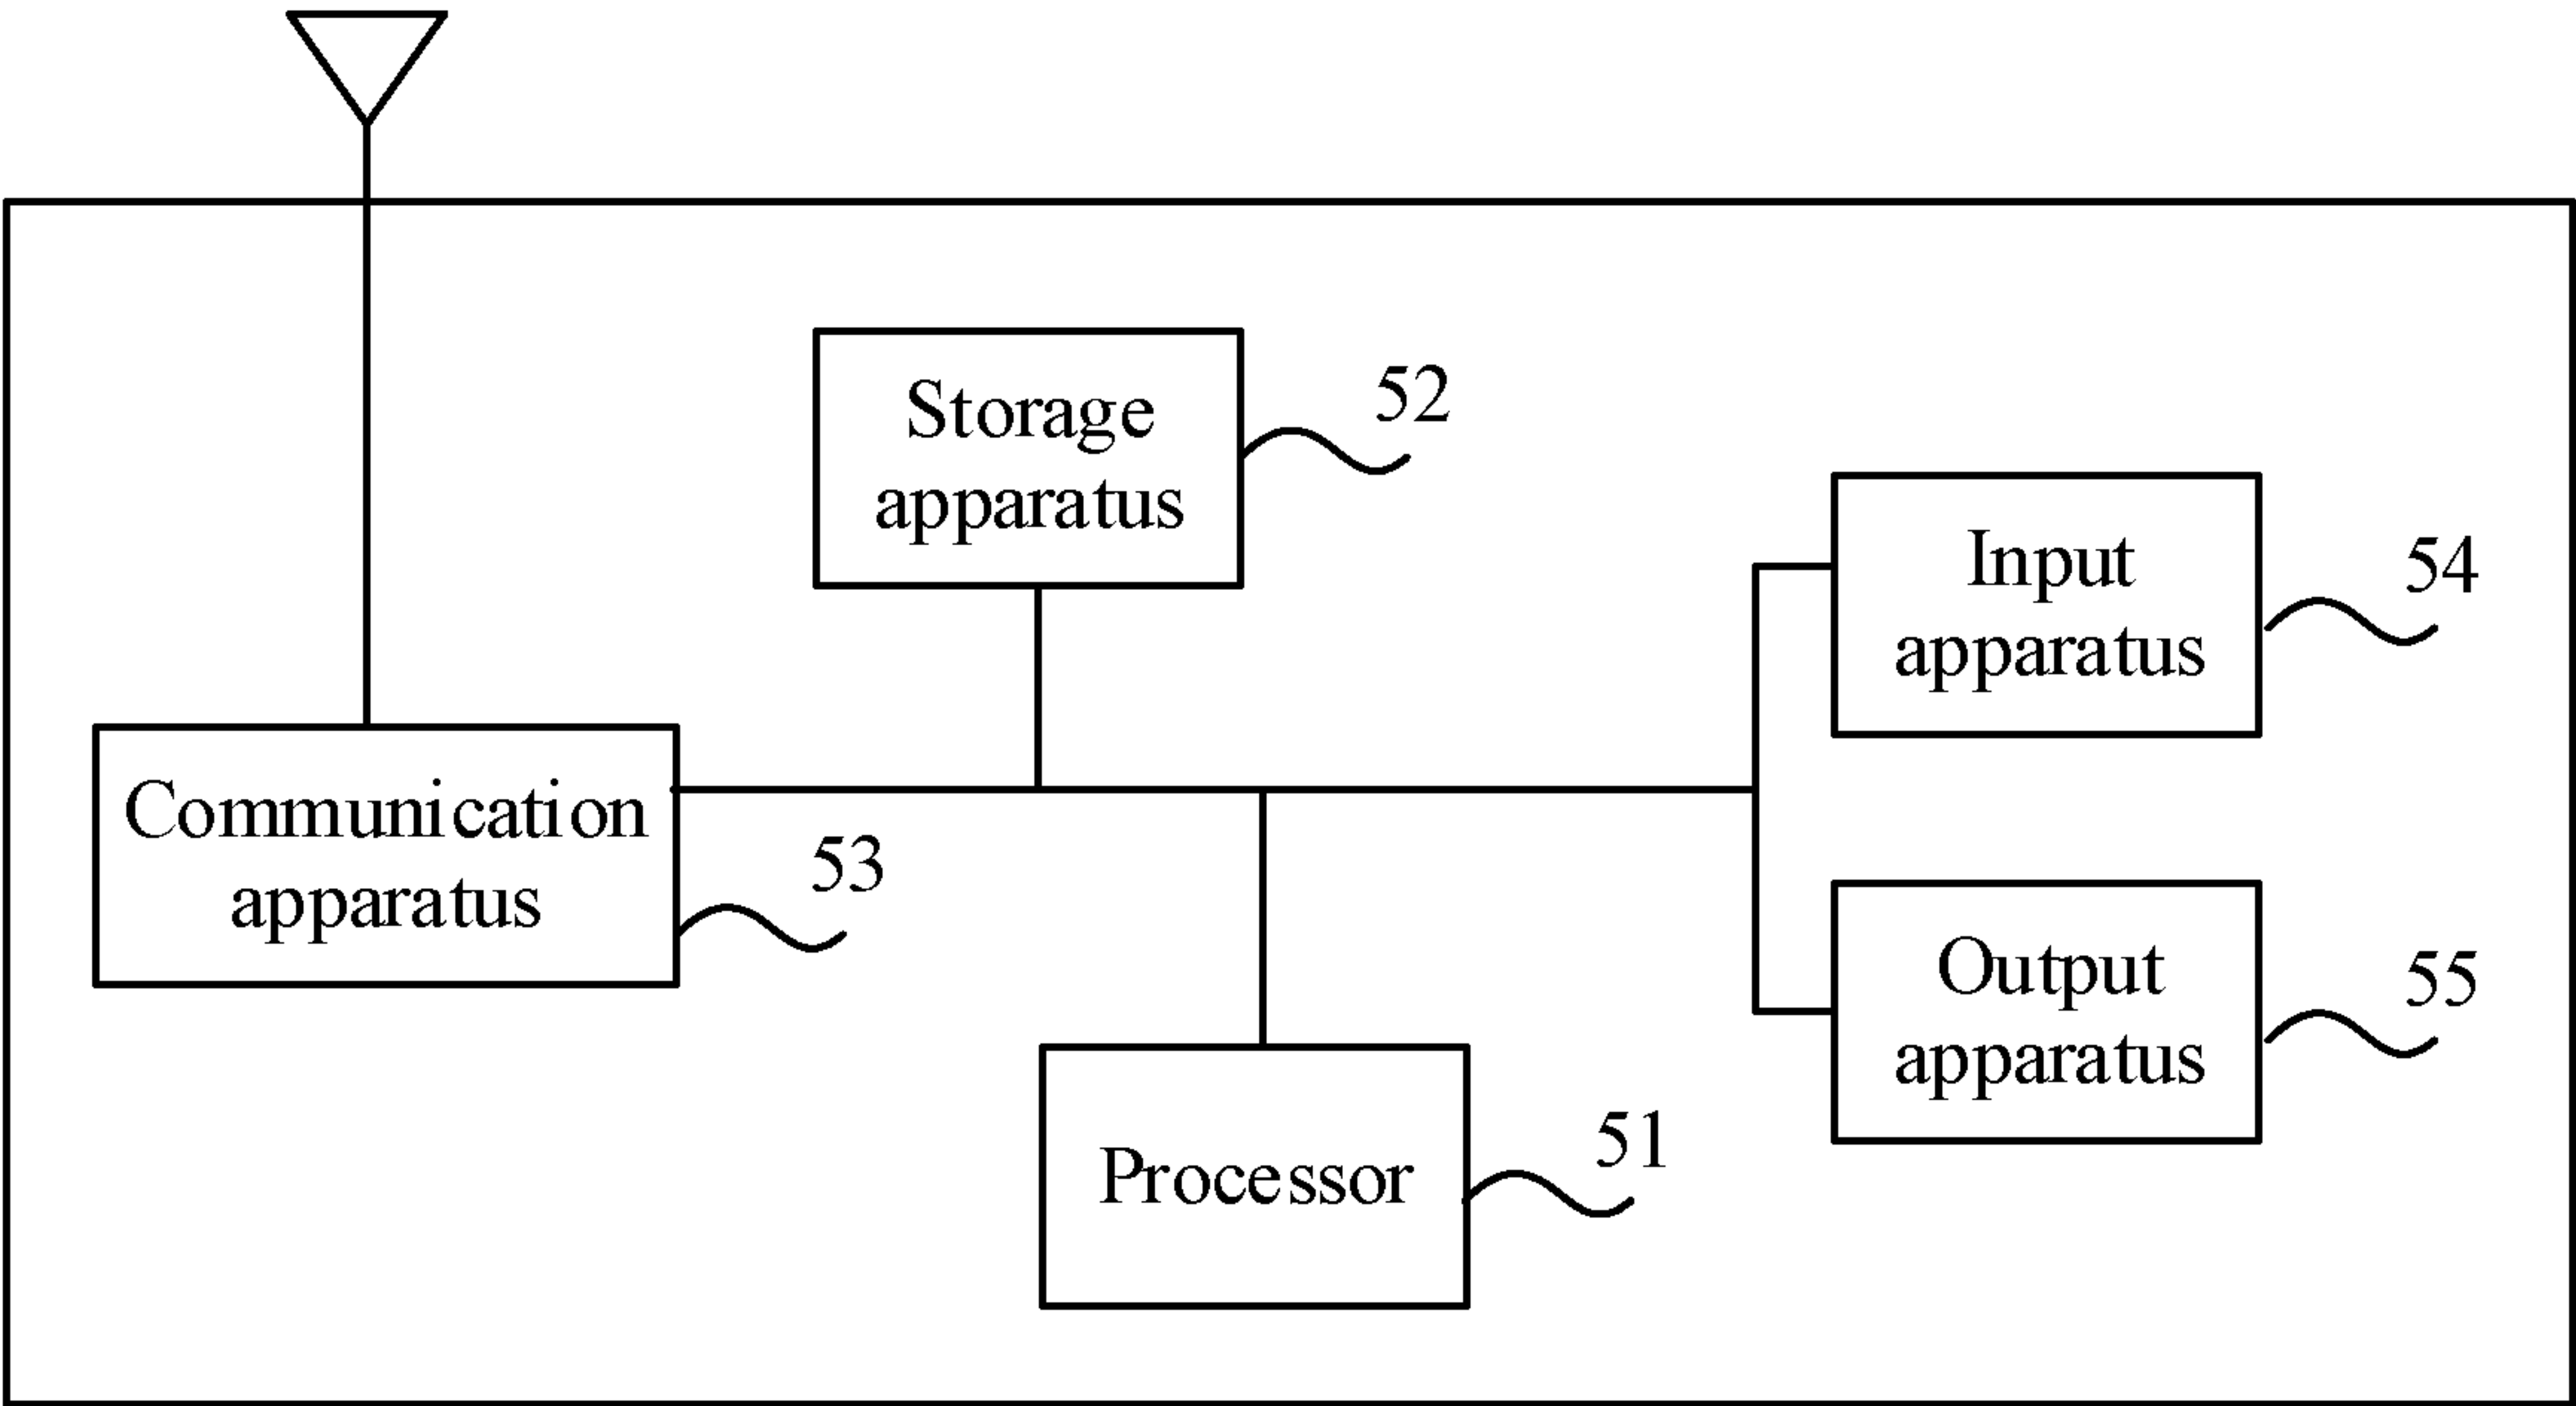 Storage
apparatus
52
Input
apparatus
54
Communication
apparatus
53
Output
apparatus
55
Processor
51